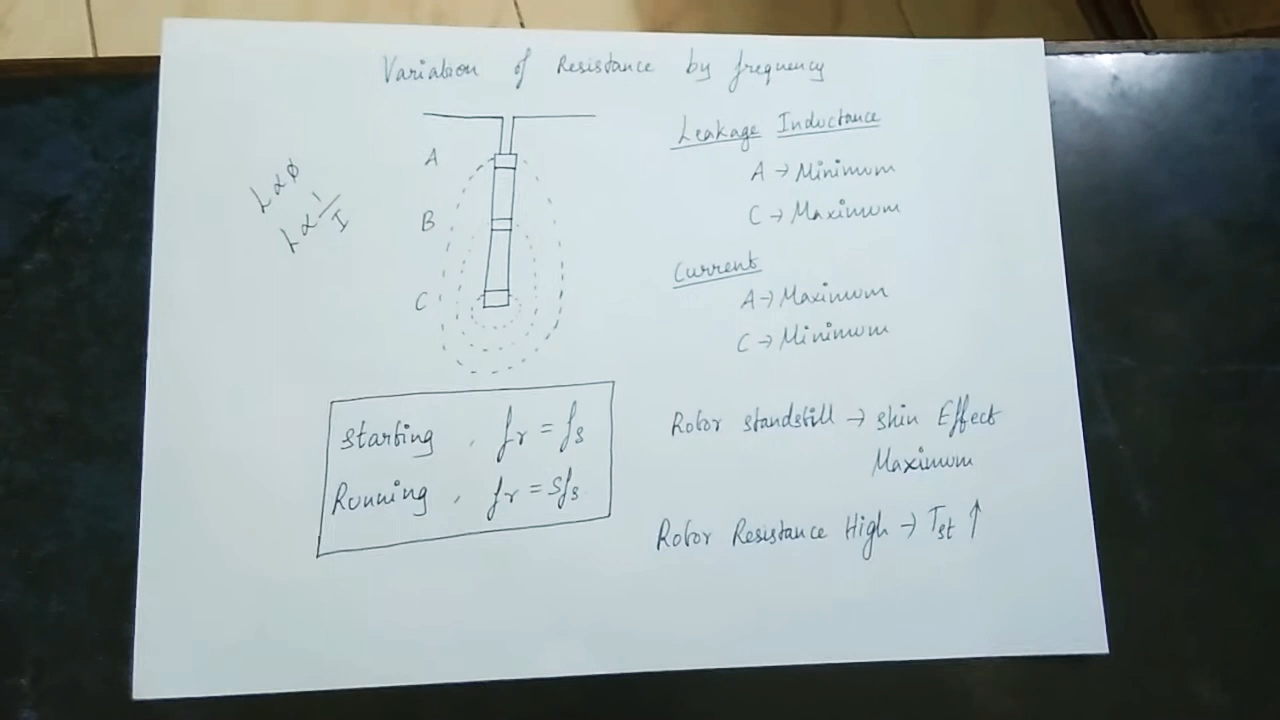 Variation of Resistance by frequency
A
B
C
L α φ
L α 1/I
Leakage Inductance
A → Minimum
C → Maximum
Current
A → Maximum
C → Minimum
Starting , fr = fs
Running , fr = sfs
Rotor standstill → skin Effect
Maximum
Rotor Resistance High → Tst ↑